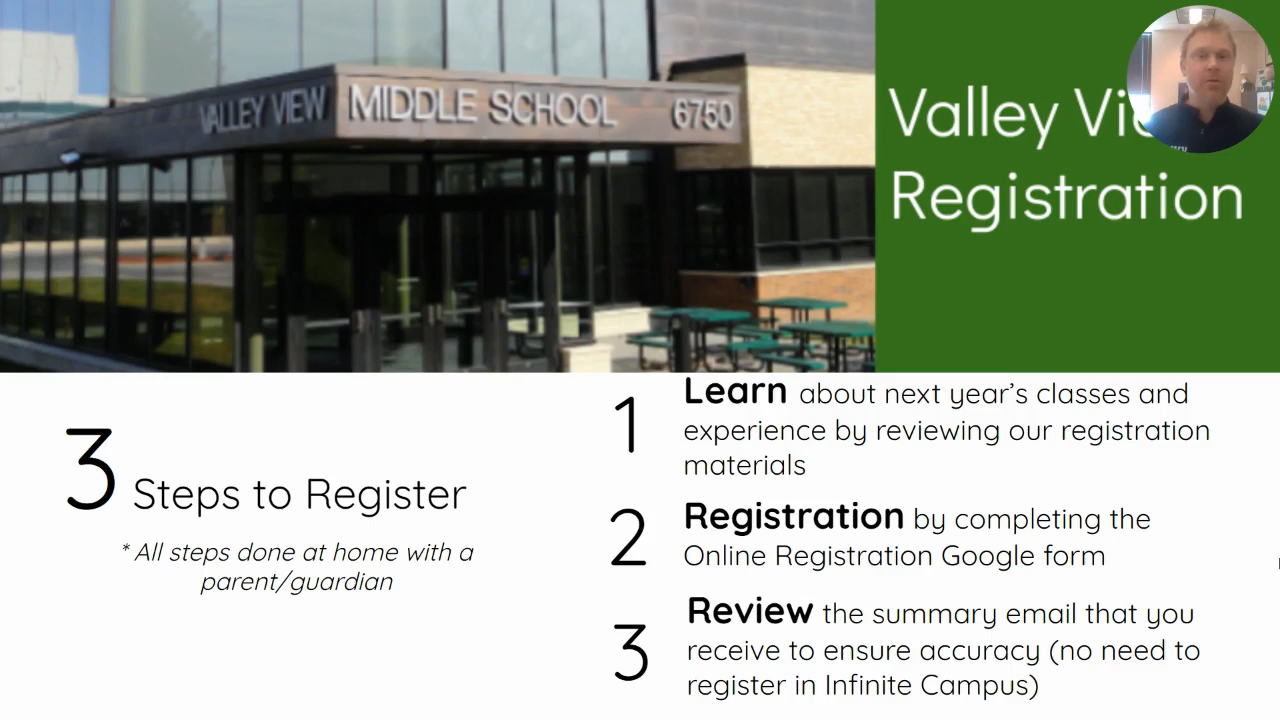 VALLEY VIEW MIDDLE SCHOOL 6750
Valley
Registration
3 Steps to Register
* All steps done at home with a
parent/guardian
1 Learn about next year’s classes and
experience by reviewing our registration
materials
2 Registration by completing the
Online Registration Google form
3 Review the summary email that you
receive to ensure accuracy (no need to
register in Infinite Campus)